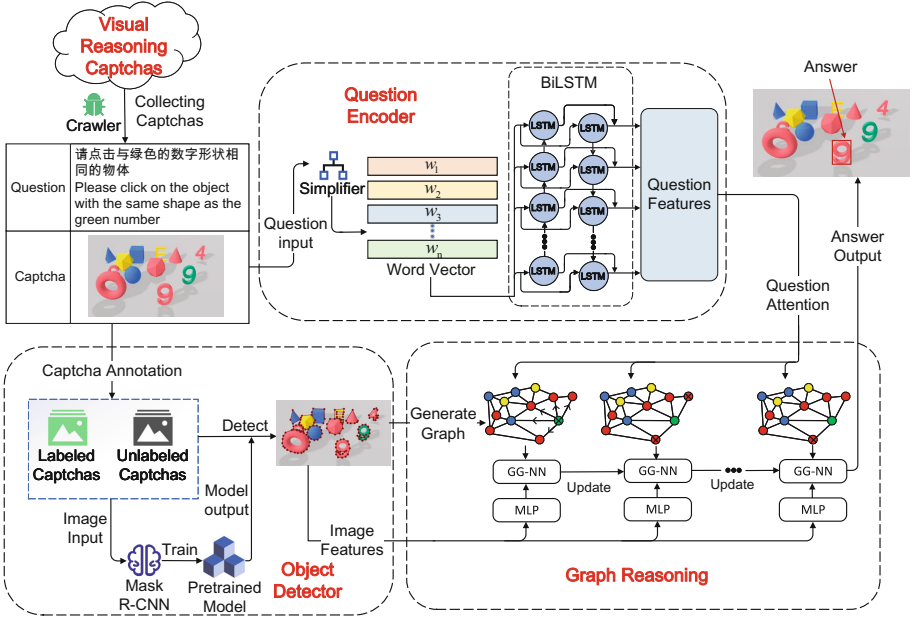 Visual
Reasoning
Captchas
Crawler
Collecting
Captchas
Question
请点击与绿色的数字形状相
同的物体
Please click on the object
with the same shape as the
green number
Captcha
E
4
9
9
Question
Encoder
Simplifier
Question
input
w1
w2
w3
wn
Word Vector
BiLSTM
LSTM
LSTM
LSTM
LSTM
LSTM
LSTM
LSTM
LSTM
Question
Features
Answer
E
4
9
9
Answer
Output
Question
Attention
Captcha Annotation
Labeled
Captchas
Unlabeled
Captchas
Detect
Image
Input
Model
output
Train
Mask
R-CNN
Pretrained
Model
Object
Detector
Generate
Graph
Image
Features
GG-NN
Update
GG-NN
Update
GG-NN
MLP
MLP
MLP
Graph Reasoning